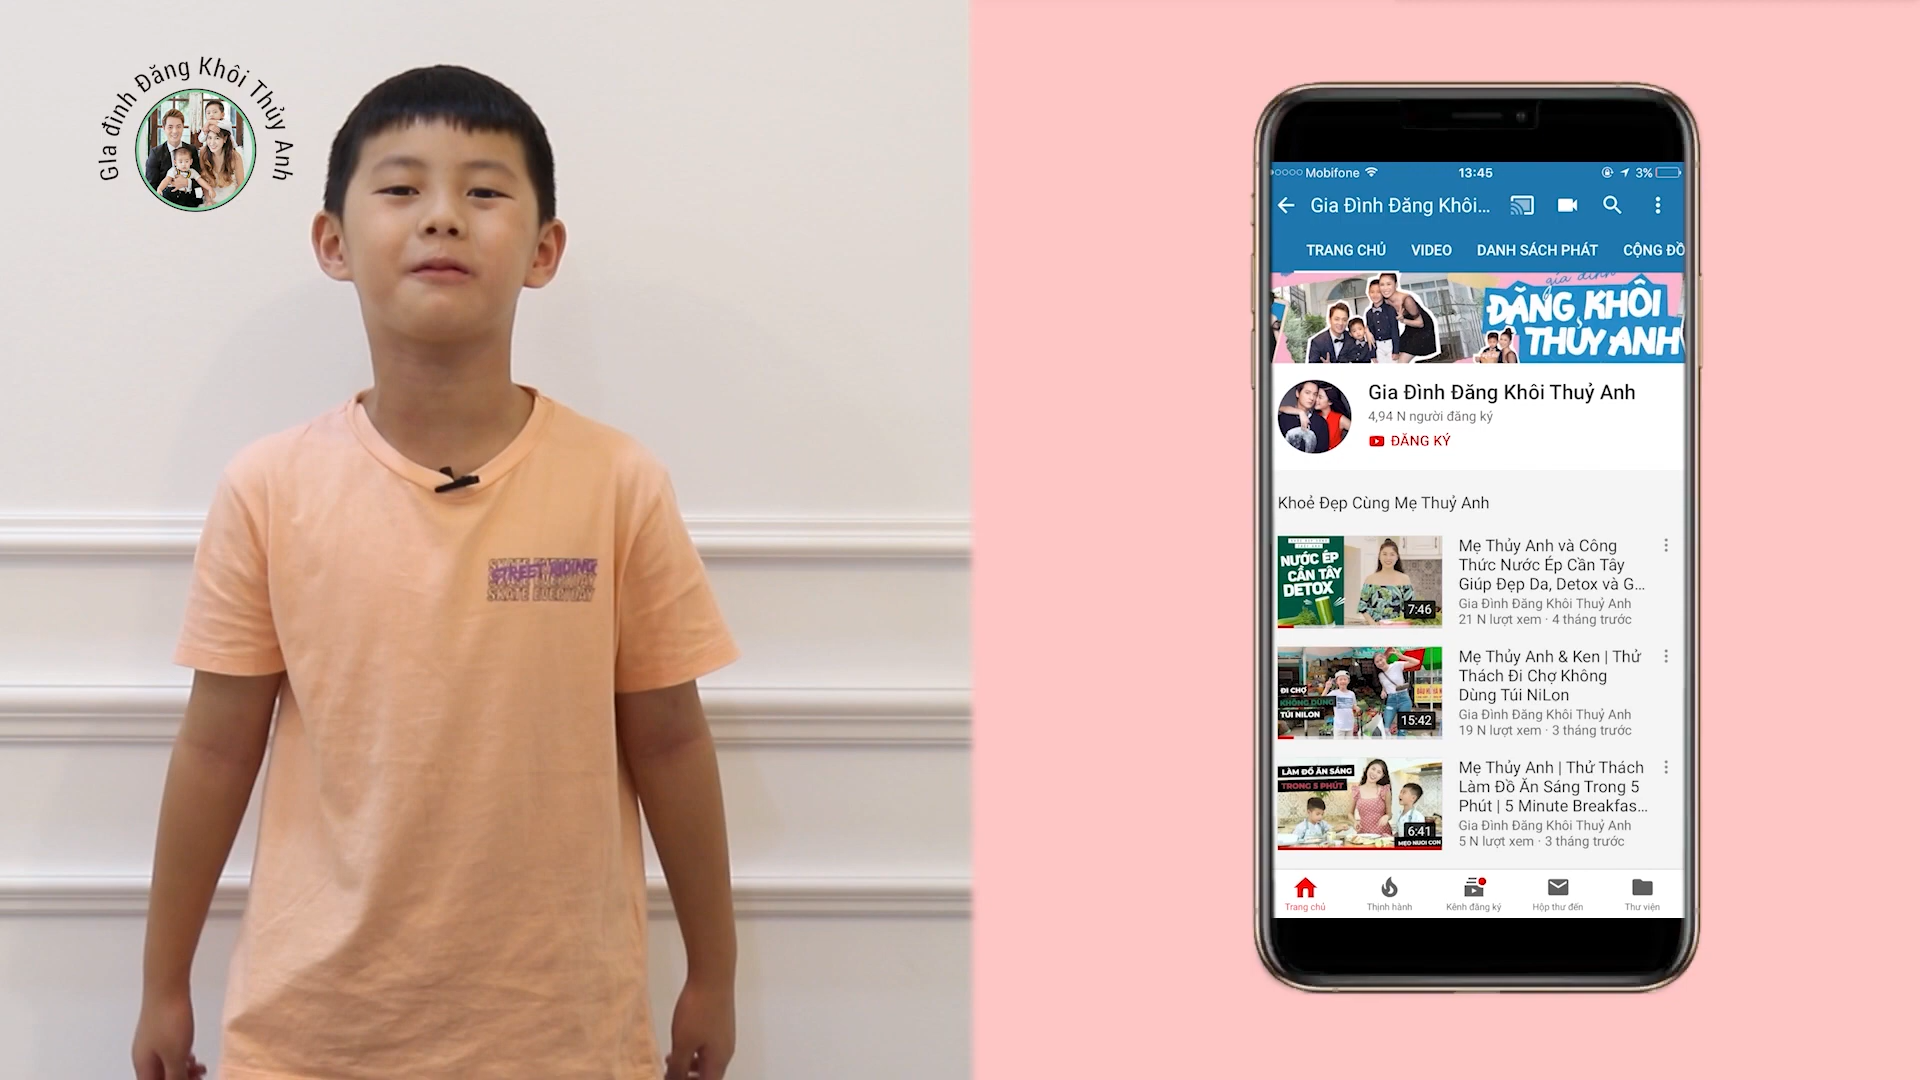 Gia đình Đăng Khôi Thủy Anh
STREET RIDING
SKATE EVERYDAY
Mobifone
13:45
3%
Gia Đình Đăng Khôi...
TRANG CHỦ VIDEO DANH SÁCH PHÁT CỘNG ĐỒ
gia đình
ĐĂNG KHÔI
THỦY ANH
Gia Đình Đăng Khôi Thuỷ Anh
4,94 N người đăng ký
ĐĂNG KÝ
Khoẻ Đẹp Cùng Mẹ Thuỷ Anh
NƯỚC ÉP
CẦN TÂY
DETOX
7:46
Mẹ Thủy Anh và Công
Thức Nước Ép Cần Tây
Giúp Đẹp Da, Detox và G...
Gia Đình Đăng Khôi Thuỷ Anh
21 N lượt xem · 4 tháng trước
ĐI CHỢ
KHÔNG DÙNG
TÚI NILON
15:42
Mẹ Thủy Anh & Ken | Thử
Thách Đi Chợ Không
Dùng Túi NiLon
Gia Đình Đăng Khôi Thuỷ Anh
19 N lượt xem · 3 tháng trước
LÀM ĐỒ ĂN SÁNG
TRONG 5 PHÚT
6:41
MẸO NUÔI CON
Mẹ Thủy Anh | Thử Thách
Làm Đồ Ăn Sáng Trong 5
Phút | 5 Minute Breakfas...
Gia Đình Đăng Khôi Thuỷ Anh
5 N lượt xem · 3 tháng trước
Trang chủ Thịnh hành Kênh đăng ký Hộp thư đến Thư viện